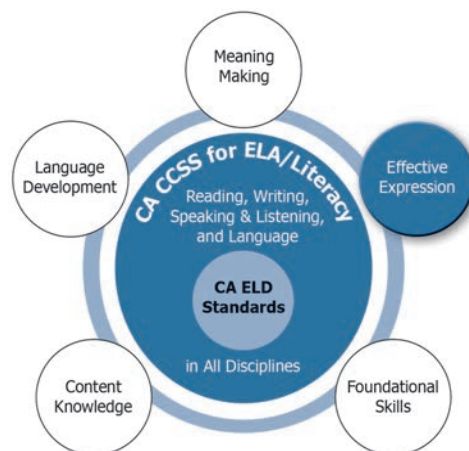 Meaning
Making
Language
Development
Effective
Expression
CA CCSS for ELA/Literacy
Reading, Writing,
Speaking & Listening,
and Language
CA ELD
Standards
in All Disciplines
Content
Knowledge
Foundational
Skills